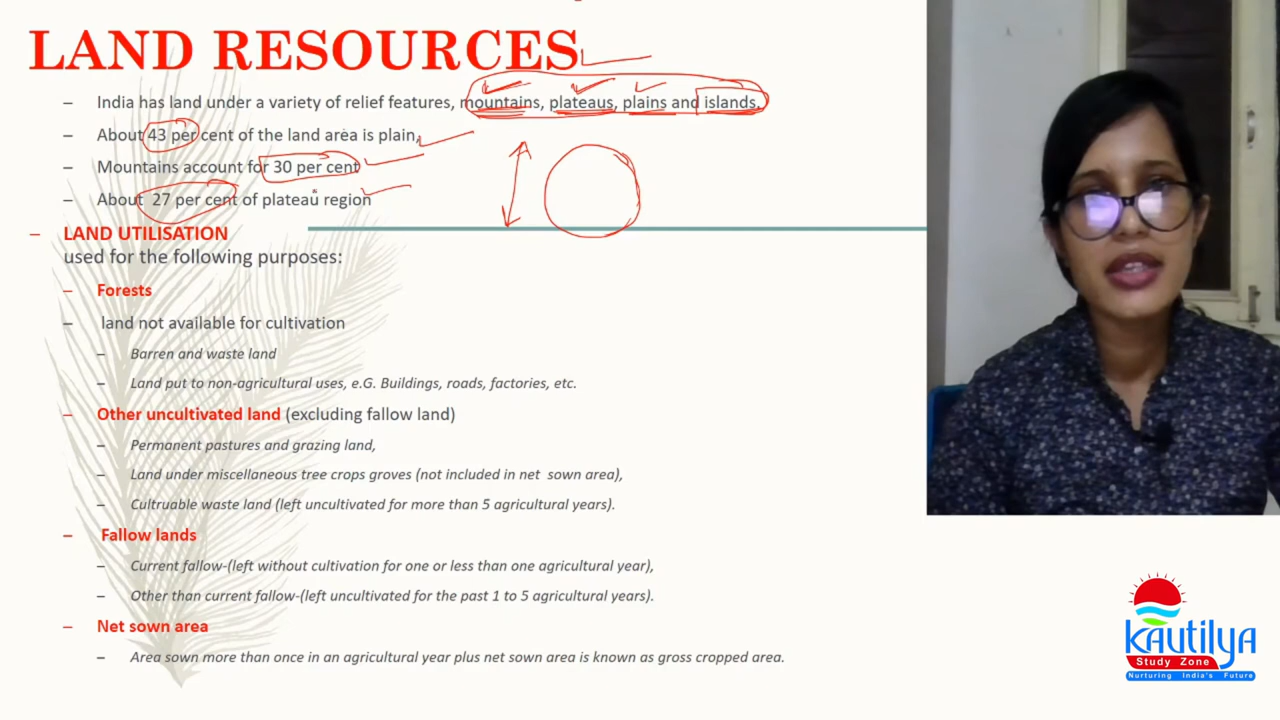 LAND RESOURCES
– India has land under a variety of relief features, mountains, plateaus, plains and islands.
– About 43 per cent of the land area is plain,
– Mountains account for 30 per cent
– About 27 per cent of plateau region
– LAND UTILISATION
used for the following purposes:
– Forests
– land not available for cultivation
– Barren and waste land
– Land put to non-agricultural uses, e.G. Buildings, roads, factories, etc.
– Other uncultivated land (excluding fallow land)
– Permanent pastures and grazing land,
– Land under miscellaneous tree crops groves (not included in net sown area),
– Cultruable waste land (left uncultivated for more than 5 agricultural years).
– Fallow lands
– Current fallow-(left without cultivation for one or less than one agricultural year),
– Other than current fallow-(left uncultivated for the past 1 to 5 agricultural years).
– Net sown area
– Area sown more than once in an agricultural year plus net sown area is known as gross cropped area.
kautilya
Study Zone
Nurturing India's Future